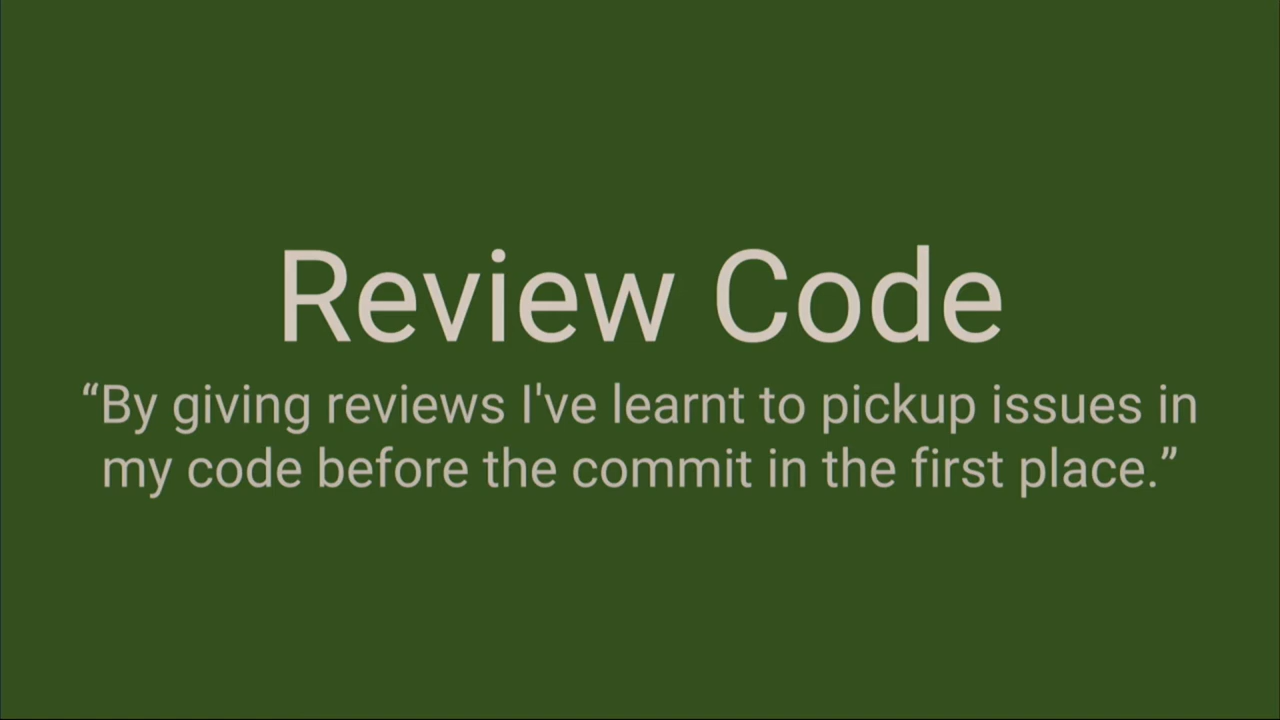 Review Code
“By giving reviews I've learnt to pickup issues in
my code before the commit in the first place.”